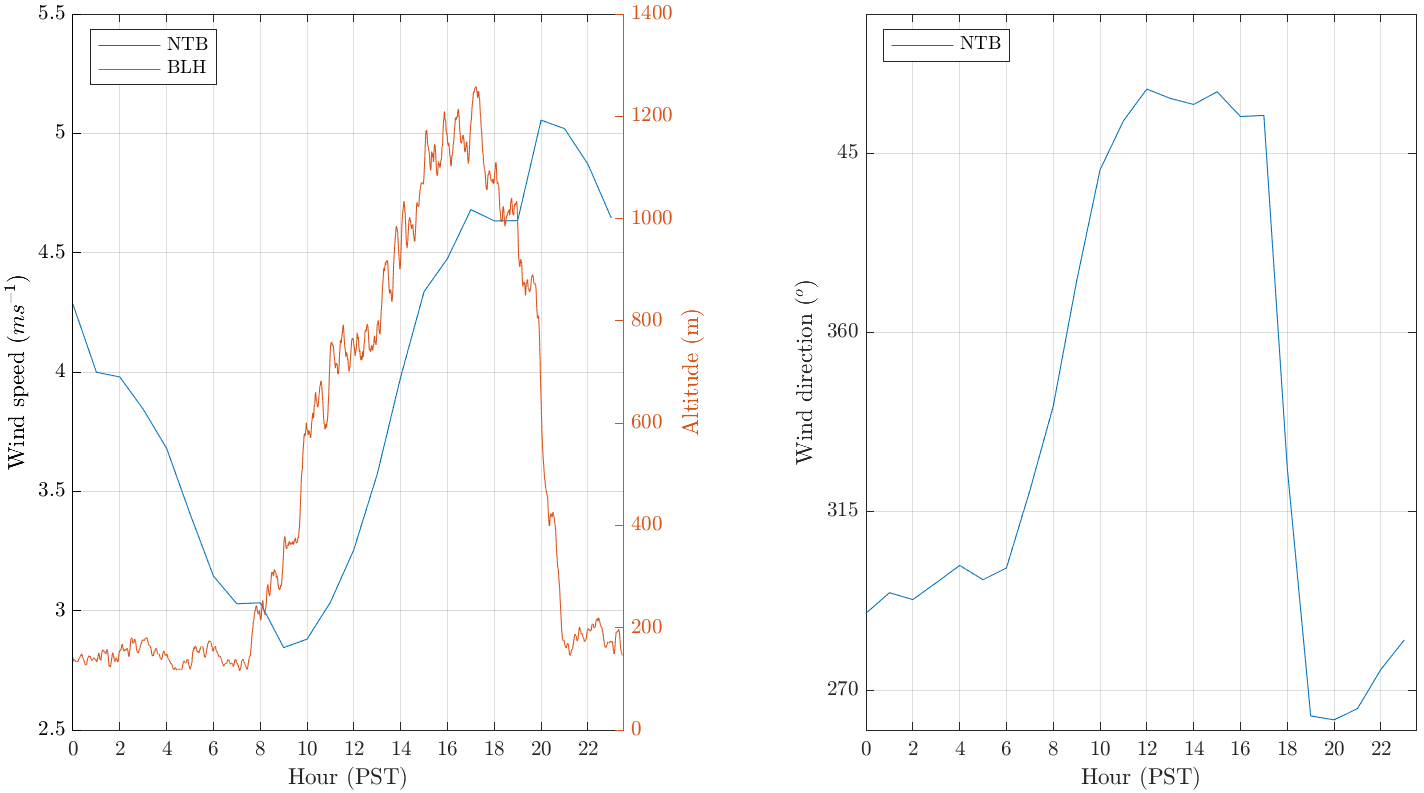 NTB
BLH
5.5
5
4.5
4
3.5
3
2.5
Wind speed (ms⁻¹)
1400
1200
1000
800
600
400
200
0
Altitude (m)
0 2 4 6 8 10 12 14 16 18 20 22
Hour (PST)
NTB
45
360
315
270
Wind direction (°)
0 2 4 6 8 10 12 14 16 18 20 22
Hour (PST)